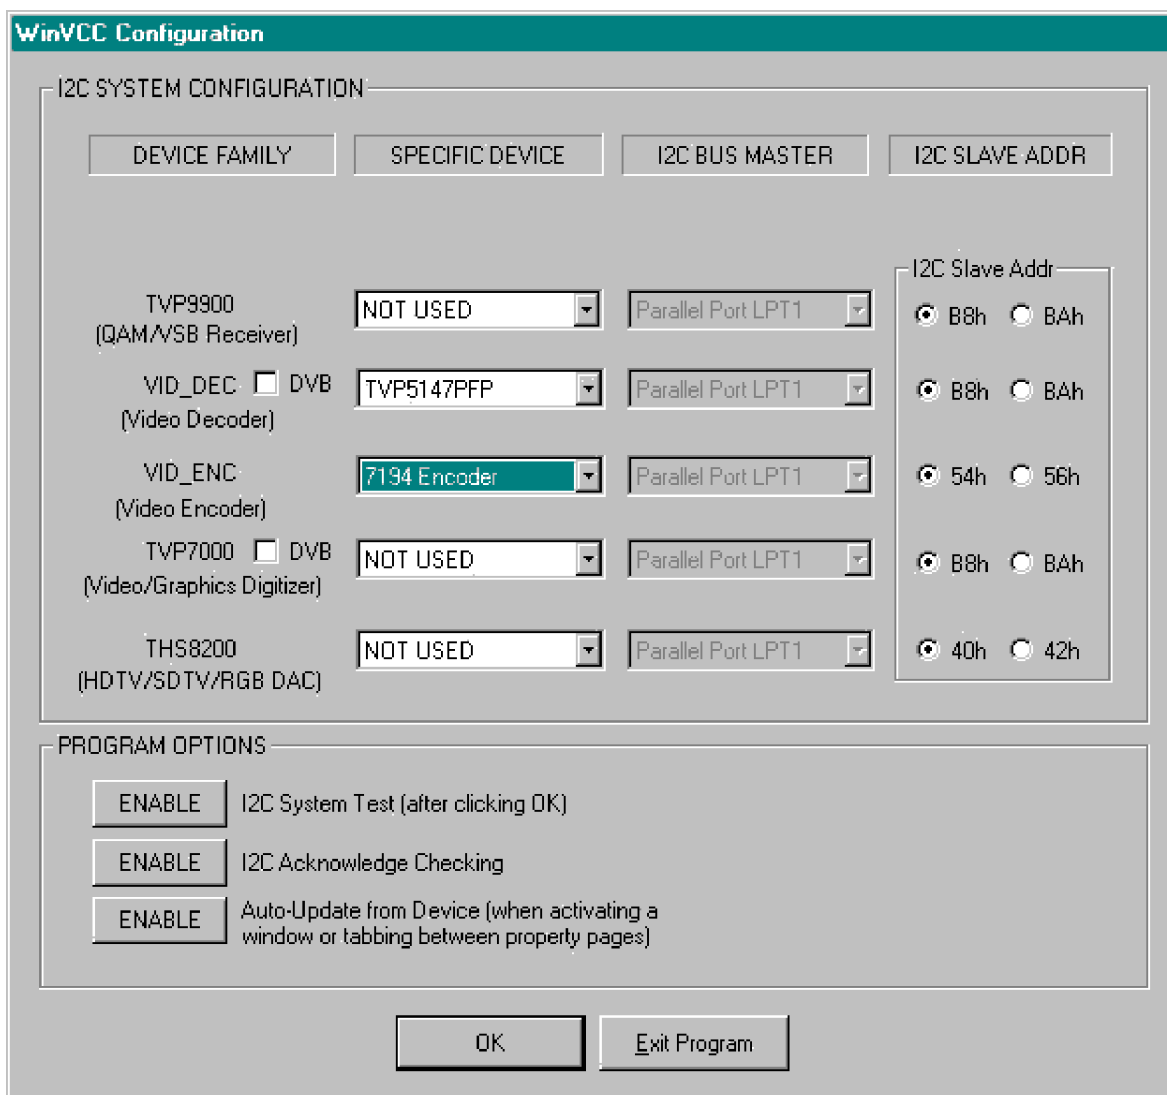 WinVCC Configuration
I2C SYSTEM CONFIGURATION
DEVICE FAMILY SPECIFIC DEVICE I2C BUS MASTER I2C SLAVE ADDR
I2C Slave Addr
TVP9900 NOT USED Parallel Port LPT1 B8h BAh
(QAM/VSB Receiver)
VID_DEC DVB TVP5147PFP Parallel Port LPT1 B8h BAh
(Video Decoder)
VID_ENC 7194 Encoder Parallel Port LPT1 54h 56h
(Video Encoder)
TVP7000 DVB NOT USED Parallel Port LPT1 B8h BAh
(Video/Graphics Digitizer)
THS8200 NOT USED Parallel Port LPT1 40h 42h
(HDTV/SDTV/RGB DAC)
PROGRAM OPTIONS
ENABLE I2C System Test (after clicking OK)
ENABLE I2C Acknowledge Checking
ENABLE Auto-Update from Device (when activating a
window or tabbing between property pages)
OK Exit Program